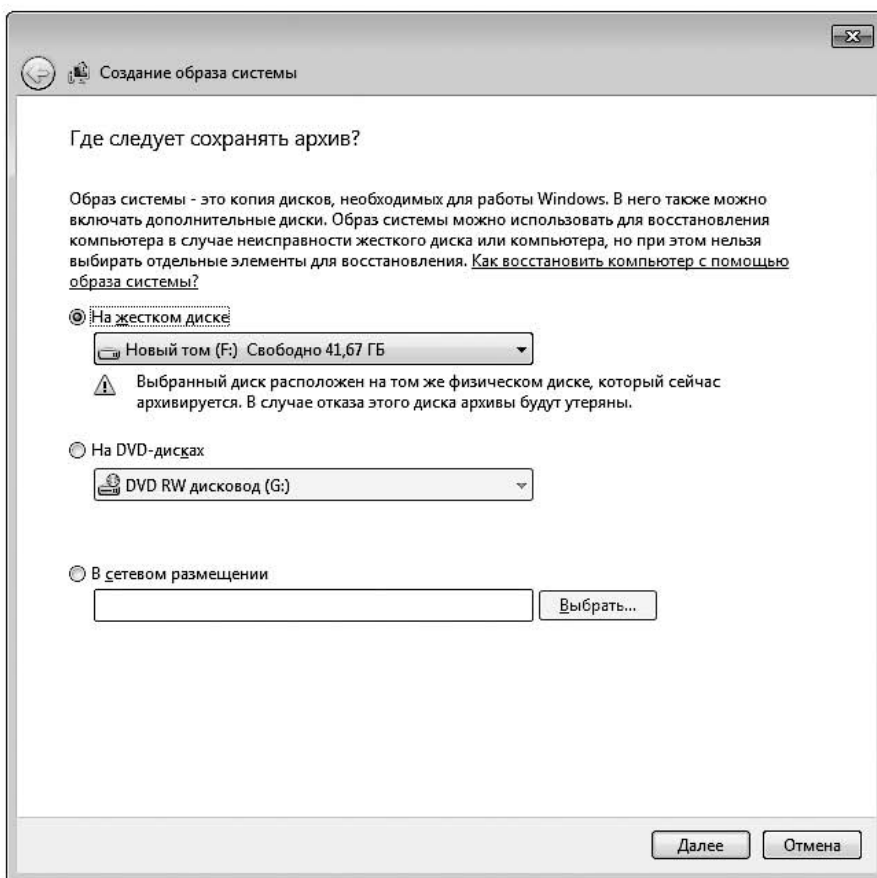 Создание образа системы
Где следует сохранять архив?
Образ системы - это копия дисков, необходимых для работы Windows. В него также можно
включать дополнительные диски. Образ системы можно использовать для восстановления
компьютера в случае неисправности жесткого диска или компьютера, но при этом нельзя
выбирать отдельные элементы для восстановления. Как восстановить компьютер с помощью
образа системы?
На жестком диске
Новый том (F:) Свободно 41,67 ГБ
Выбранный диск расположен на том же физическом диске, который сейчас
архивируется. В случае отказа этого диска архивы будут утеряны.
На DVD-дисках
DVD RW дисковод (G:)
В сетевом размещении
Выбрать...
Далее Отмена